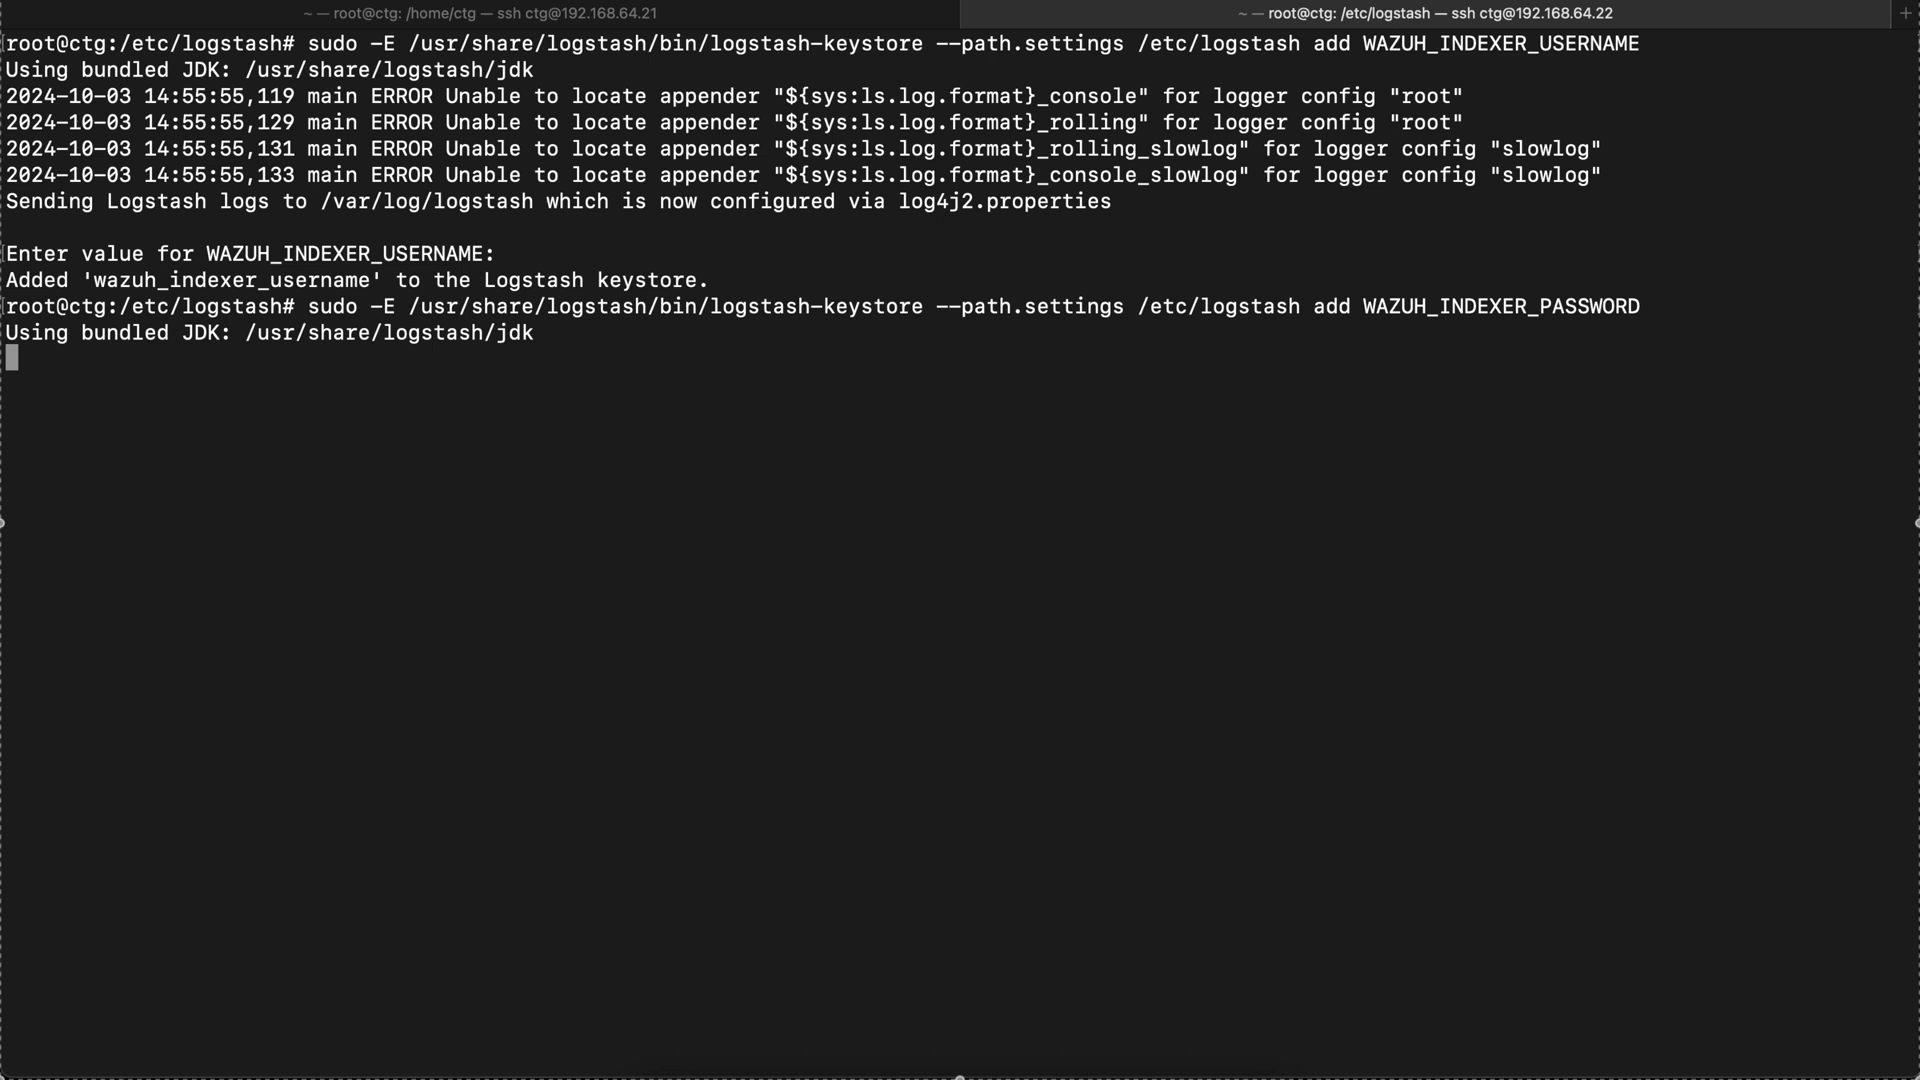 ~ — root@ctg: /home/ctg — ssh ctg@192.168.64.21
~ — root@ctg: /etc/logstash — ssh ctg@192.168.64.22
+
root@ctg:/etc/logstash# sudo -E /usr/share/logstash/bin/logstash-keystore --path.settings /etc/logstash add WAZUH_INDEXER_USERNAME
Using bundled JDK: /usr/share/logstash/jdk
2024-10-03 14:55:55,119 main ERROR Unable to locate appender "${sys:ls.log.format}_console" for logger config "root"
2024-10-03 14:55:55,129 main ERROR Unable to locate appender "${sys:ls.log.format}_rolling" for logger config "root"
2024-10-03 14:55:55,131 main ERROR Unable to locate appender "${sys:ls.log.format}_rolling_slowlog" for logger config "slowlog"
2024-10-03 14:55:55,133 main ERROR Unable to locate appender "${sys:ls.log.format}_console_slowlog" for logger config "slowlog"
Sending Logstash logs to /var/log/logstash which is now configured via log4j2.properties
Enter value for WAZUH_INDEXER_USERNAME:
Added 'wazuh_indexer_username' to the Logstash keystore.
root@ctg:/etc/logstash# sudo -E /usr/share/logstash/bin/logstash-keystore --path.settings /etc/logstash add WAZUH_INDEXER_PASSWORD
Using bundled JDK: /usr/share/logstash/jdk